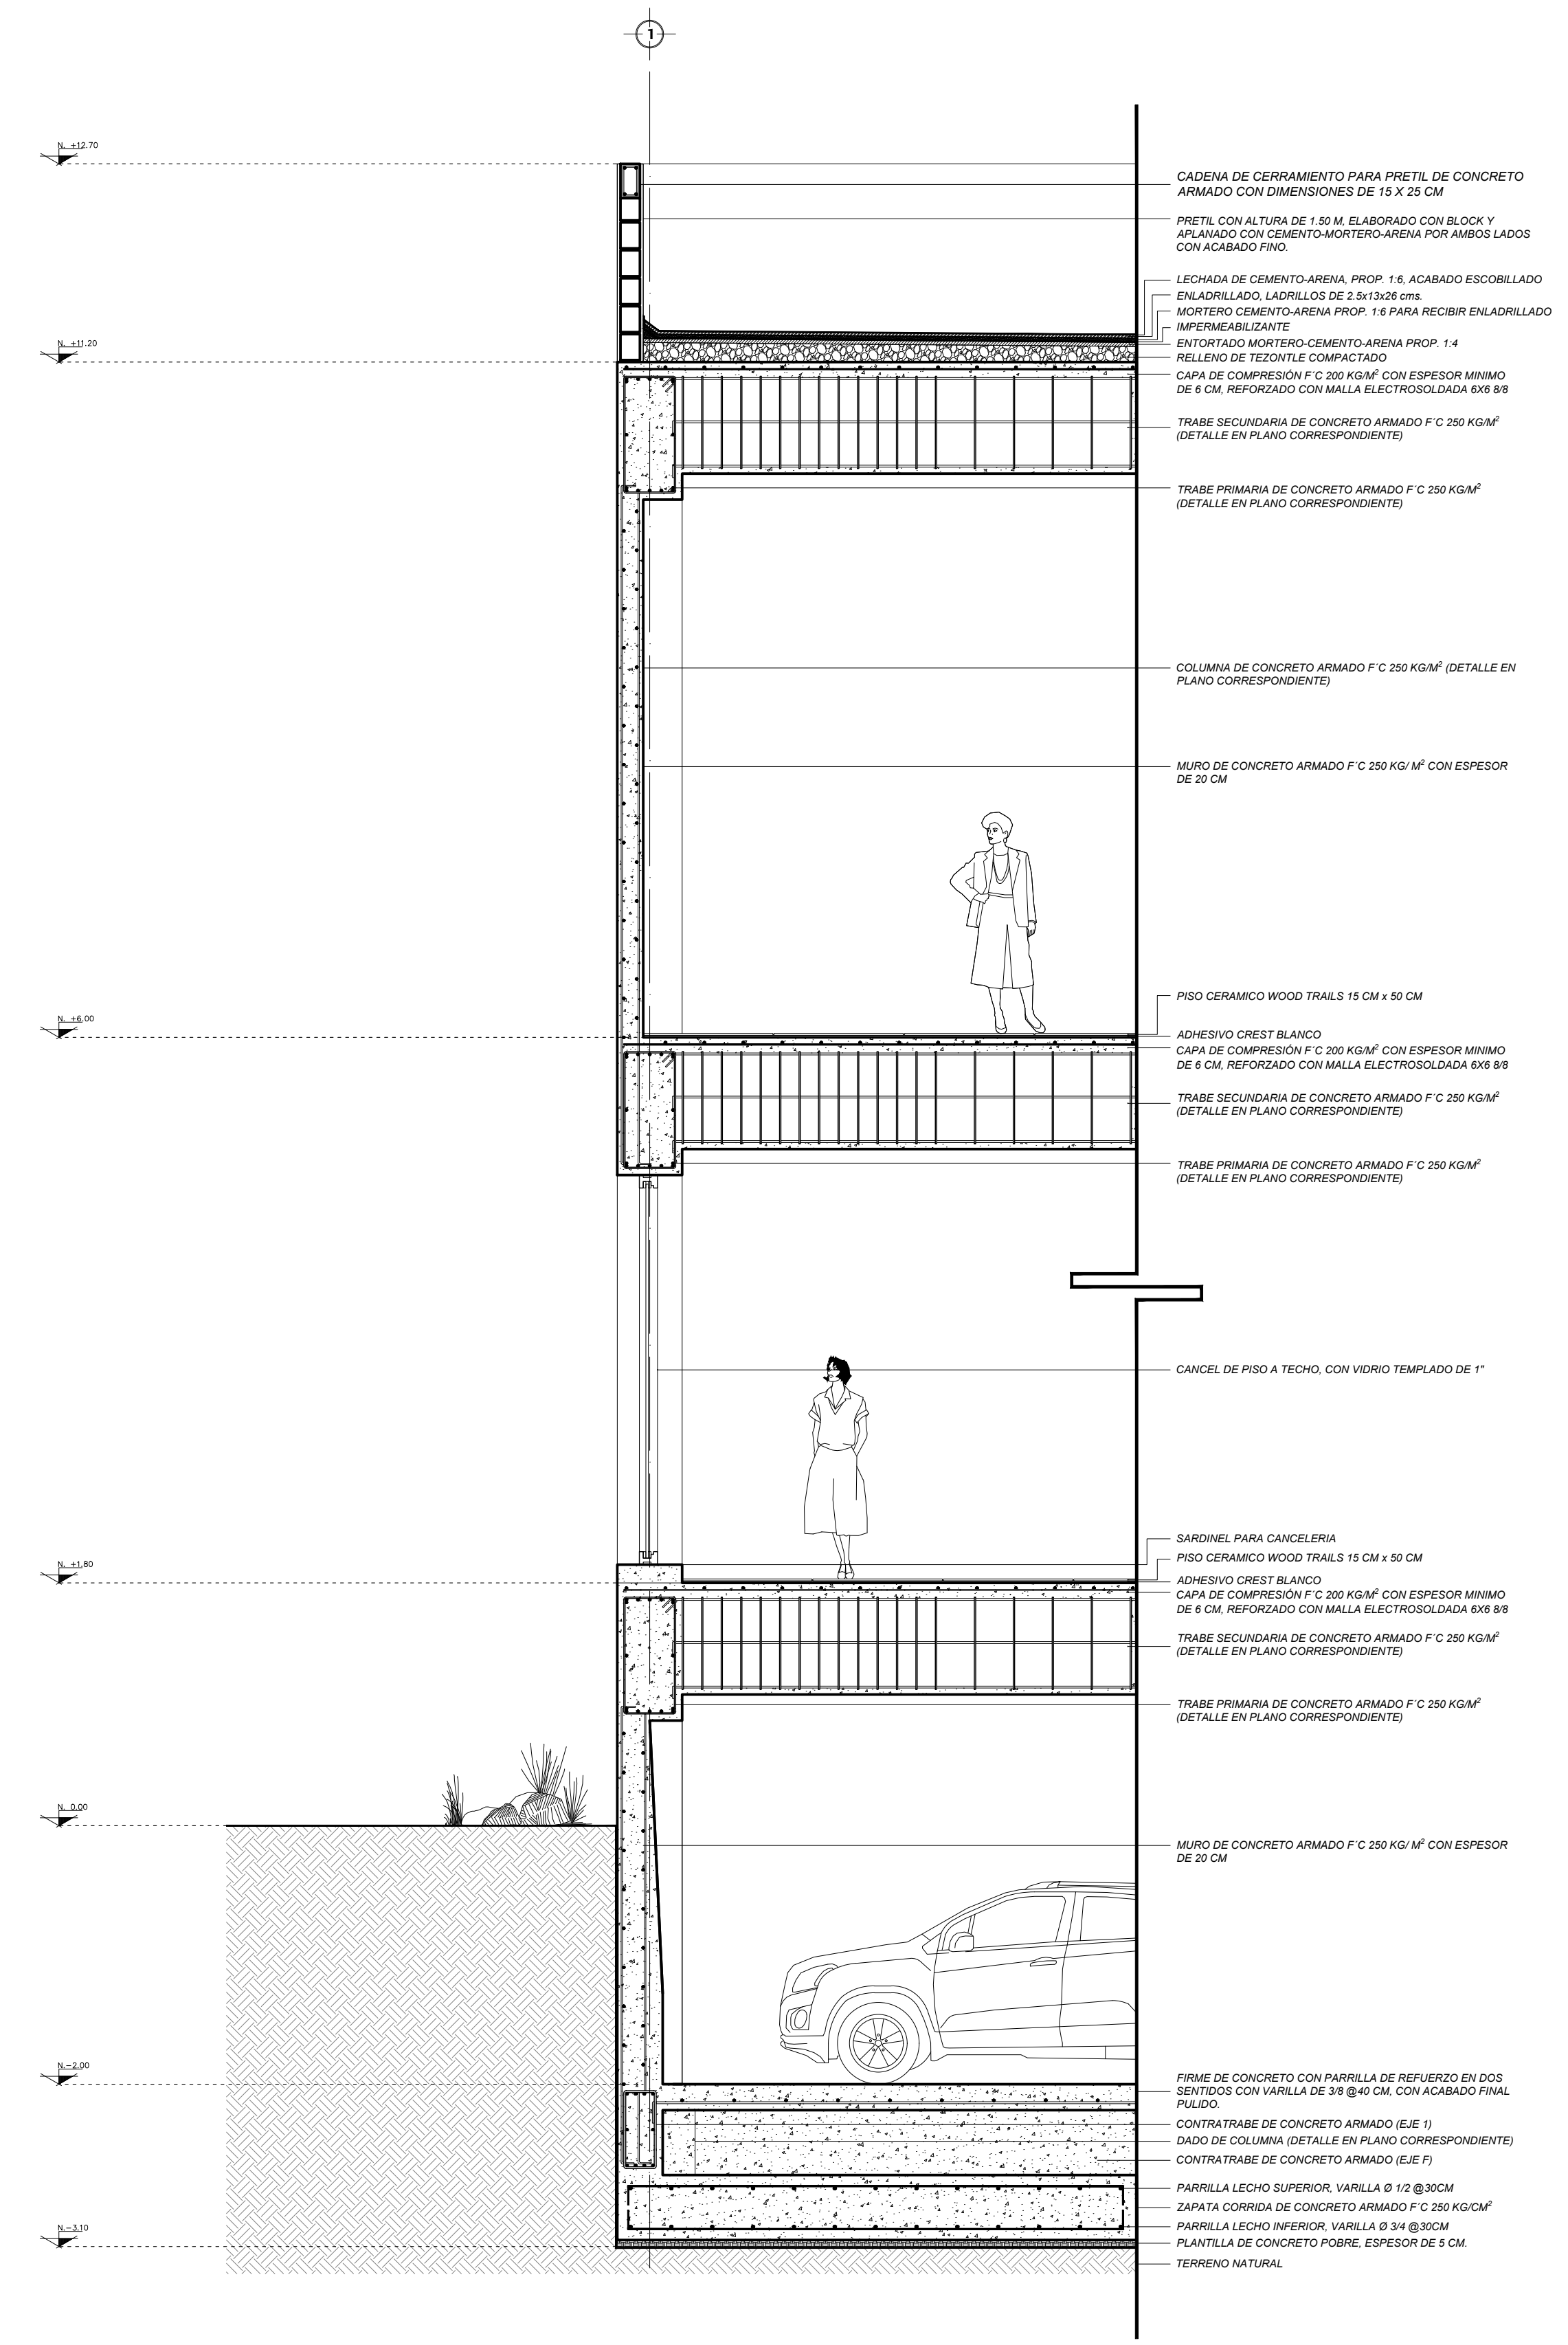 1
N. +12.70
CADENA DE CERRAMIENTO PARA PRETIL DE CONCRETO
ARMADO CON DIMENSIONES DE 15 X 25 CM
PRETIL CON ALTURA DE 1.50 M, ELABORADO CON BLOCK Y
APLANADO CON CEMENTO-MORTERO-ARENA POR AMBOS LADOS
CON ACABADO FINO.
LECHADA DE CEMENTO-ARENA, PROP. 1:6, ACABADO ESCOBILLADO
ENLADRILLADO, LADRILLOS DE 2.5x13x26 cms.
MORTERO CEMENTO-ARENA PROP. 1:6 PARA RECIBIR ENLADRILLADO
IMPERMEABILIZANTE
N. +11.20
ENTORTADO MORTERO-CEMENTO-ARENA PROP. 1:4
RELLENO DE TEZONTLE COMPACTADO
CAPA DE COMPRESIÓN F´C 200 KG/M² CON ESPESOR MINIMO
DE 6 CM, REFORZADO CON MALLA ELECTROSOLDADA 6X6 8/8
TRABE SECUNDARIA DE CONCRETO ARMADO F´C 250 KG/M²
(DETALLE EN PLANO CORRESPONDIENTE)
TRABE PRIMARIA DE CONCRETO ARMADO F´C 250 KG/M²
(DETALLE EN PLANO CORRESPONDIENTE)
COLUMNA DE CONCRETO ARMADO F´C 250 KG/M² (DETALLE EN
PLANO CORRESPONDIENTE)
MURO DE CONCRETO ARMADO F´C 250 KG/ M² CON ESPESOR
DE 20 CM
PISO CERAMICO WOOD TRAILS 15 CM x 50 CM
N. +6.00
ADHESIVO CREST BLANCO
CAPA DE COMPRESIÓN F´C 200 KG/M² CON ESPESOR MINIMO
DE 6 CM, REFORZADO CON MALLA ELECTROSOLDADA 6X6 8/8
TRABE SECUNDARIA DE CONCRETO ARMADO F´C 250 KG/M²
(DETALLE EN PLANO CORRESPONDIENTE)
TRABE PRIMARIA DE CONCRETO ARMADO F´C 250 KG/M²
(DETALLE EN PLANO CORRESPONDIENTE)
CANCEL DE PISO A TECHO, CON VIDRIO TEMPLADO DE 1"
SARDINEL PARA CANCELERIA
PISO CERAMICO WOOD TRAILS 15 CM x 50 CM
N. +1.80
ADHESIVO CREST BLANCO
CAPA DE COMPRESIÓN F´C 200 KG/M² CON ESPESOR MINIMO
DE 6 CM, REFORZADO CON MALLA ELECTROSOLDADA 6X6 8/8
TRABE SECUNDARIA DE CONCRETO ARMADO F´C 250 KG/M²
(DETALLE EN PLANO CORRESPONDIENTE)
TRABE PRIMARIA DE CONCRETO ARMADO F´C 250 KG/M²
(DETALLE EN PLANO CORRESPONDIENTE)
N. 0.00
MURO DE CONCRETO ARMADO F´C 250 KG/ M² CON ESPESOR
DE 20 CM
N.-2.00
FIRME DE CONCRETO CON PARRILLA DE REFUERZO EN DOS
SENTIDOS CON VARILLA DE 3/8 @40 CM, CON ACABADO FINAL
PULIDO.
CONTRATRABE DE CONCRETO ARMADO (EJE 1)
DADO DE COLUMNA (DETALLE EN PLANO CORRESPONDIENTE)
CONTRATRABE DE CONCRETO ARMADO (EJE F)
PARRILLA LECHO SUPERIOR, VARILLA Ø 1/2 @30CM
ZAPATA CORRIDA DE CONCRETO ARMADO F´C 250 KG/CM²
PARRILLA LECHO INFERIOR, VARILLA Ø 3/4 @30CM
N.-3.10
PLANTILLA DE CONCRETO POBRE, ESPESOR DE 5 CM.
TERRENO NATURAL